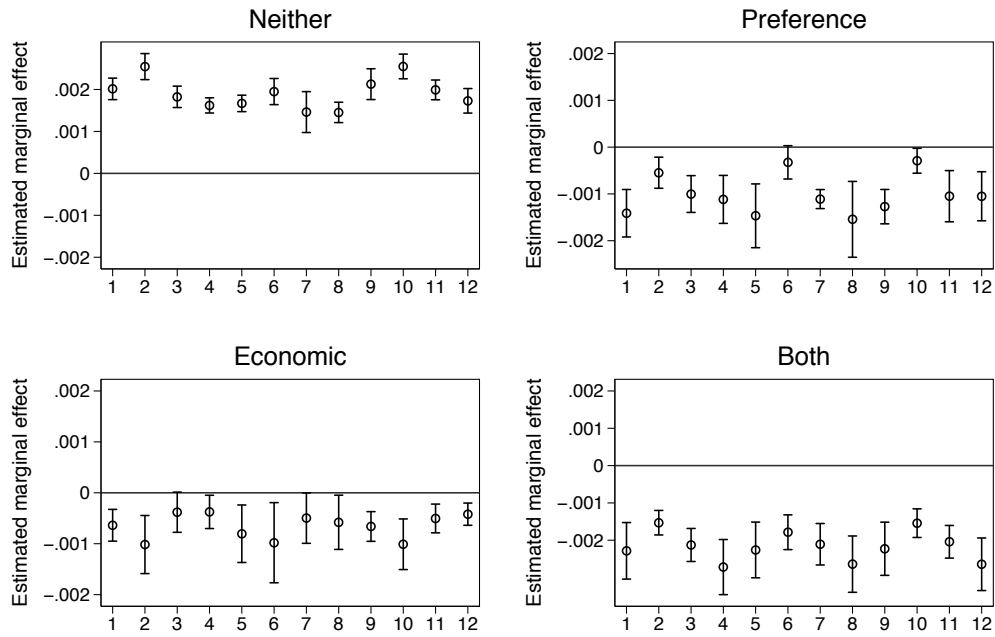 Neither
Estimated marginal effect
.002
.001
0
−.001
−.002
1 2 3 4 5 6 7 8 9 10 11 12
Preference
Estimated marginal effect
.002
.001
0
−.001
−.002
1 2 3 4 5 6 7 8 9 10 11 12
Economic
Estimated marginal effect
.002
.001
0
−.001
−.002
1 2 3 4 5 6 7 8 9 10 11 12
Both
Estimated marginal effect
.002
.001
0
−.001
−.002
1 2 3 4 5 6 7 8 9 10 11 12